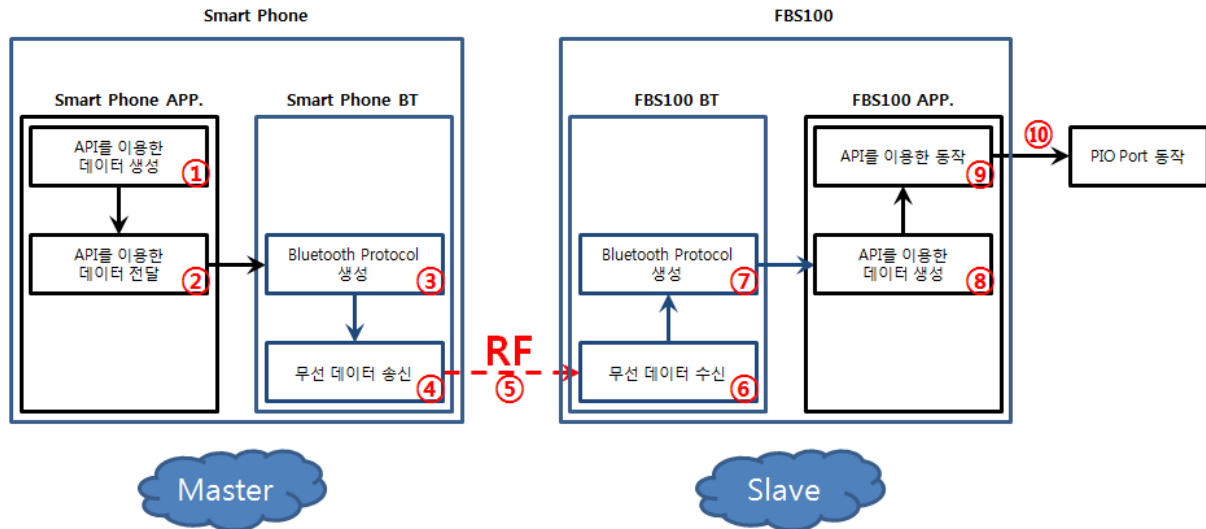 Smart Phone
FBS100
Smart Phone APP.
Smart Phone BT
FBS100 BT
FBS100 APP.
API를 이용한
데이터 생성
①
API를 이용한
데이터 전달
②
Bluetooth Protocol
생성
③
무선 데이터 송신
④
RF
⑤
무선 데이터 수신
⑥
Bluetooth Protocol
생성
⑦
API를 이용한
데이터 생성
⑧
API를 이용한 동작
⑨
⑩
PIO Port 동작
Master
Slave